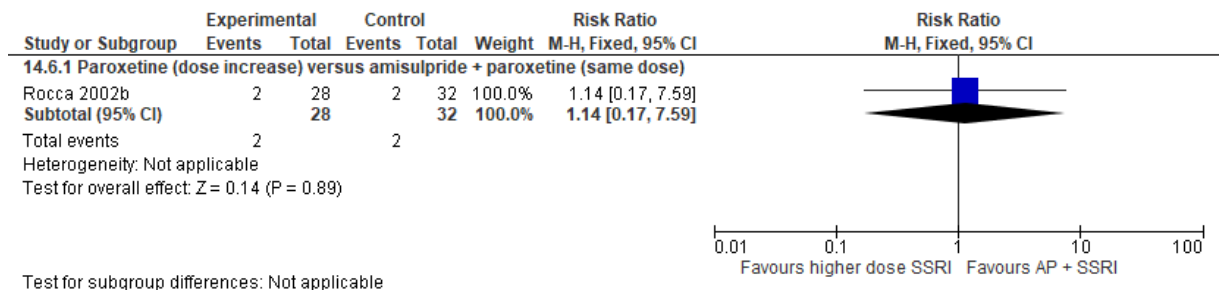 Experimental Control Risk Ratio Risk Ratio
Study or Subgroup Events Total Events Total Weight M-H, Fixed, 95% CI M-H, Fixed, 95% CI
14.6.1 Paroxetine (dose increase) versus amisulpride + paroxetine (same dose)
Rocca 2002b 2 28 2 32 100.0% 1.14 [0.17, 7.59]
Subtotal (95% CI) 28 32 100.0% 1.14 [0.17, 7.59]
Total events 2 2
Heterogeneity: Not applicable
Test for overall effect: Z = 0.14 (P = 0.89)
0.01 0.1 1 10 100
Favours higher dose SSRI Favours AP + SSRI
Test for subgroup differences: Not applicable